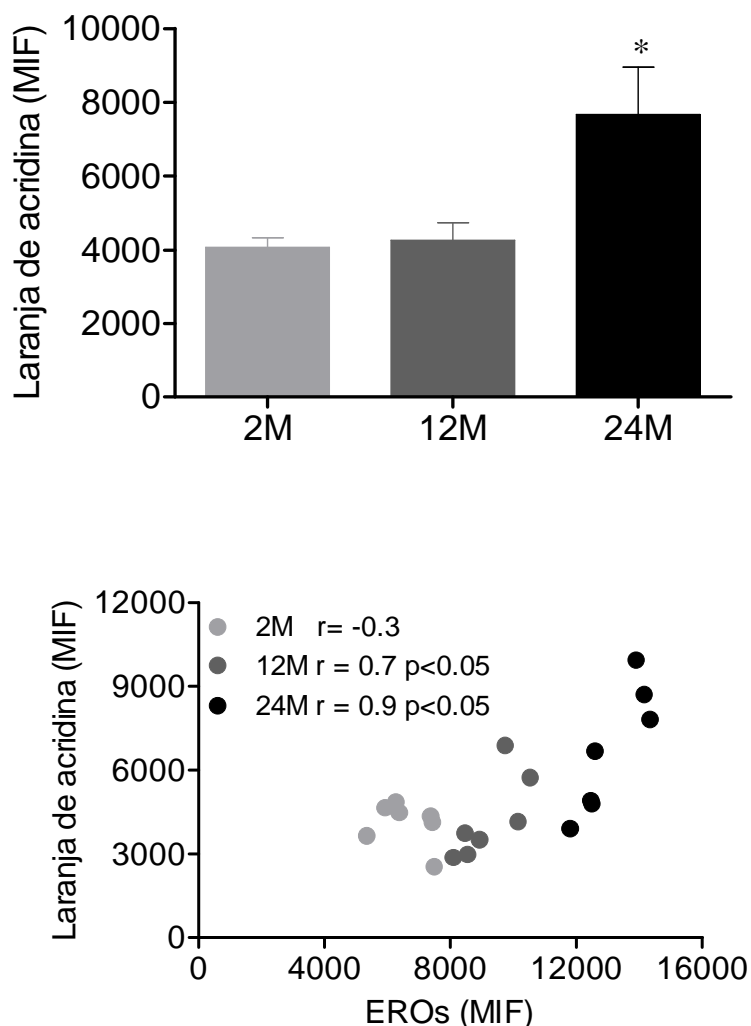 Laranja de acridina (MIF)
10000
8000
6000
4000
2000
0
*
2M 12M 24M
Laranja de acridina (MIF)
12000
9000
6000
3000
0
2M r= -0.3
12M r = 0.7 p<0.05
24M r = 0.9 p<0.05
0 4000 8000 12000 16000
EROs (MIF)